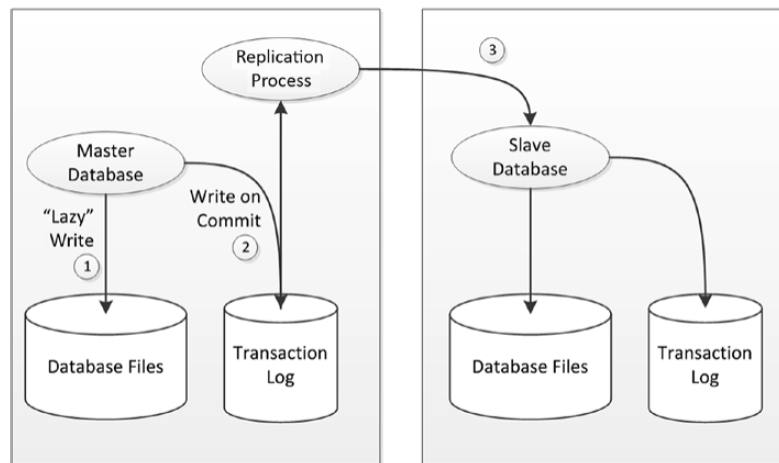 Replication
Process
3
Master
Database
Slave
Database
“Lazy”
Write
1
Write on
Commit
2
Database Files
Transaction
Log
Database Files
Transaction
Log